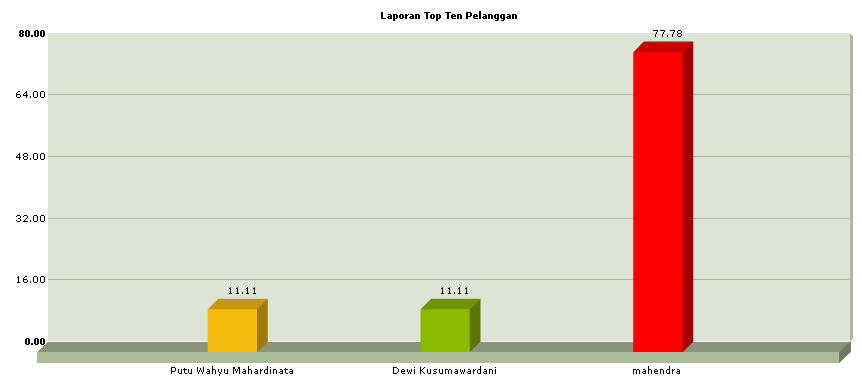 Laporan Top Ten Pelanggan
80.00
77.78
64.00
48.00
32.00
16.00
11.11
11.11
0.00
Putu Wahyu Mahardinata
Dewi Kusumawardani
mahendra